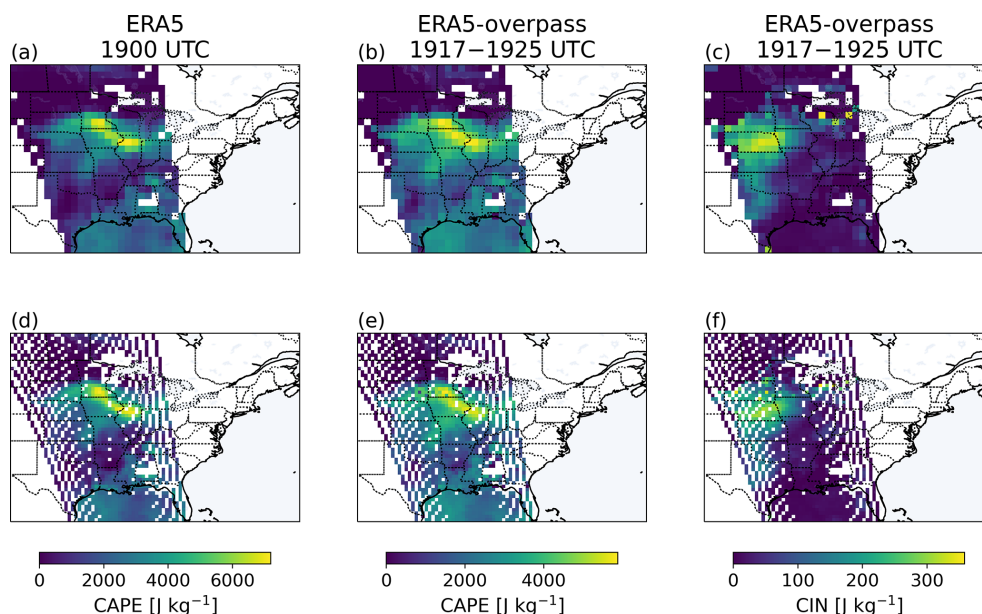 ERA5
1900 UTC
ERA5-overpass
1917−1925 UTC
ERA5-overpass
1917−1925 UTC
(a)
(b)
(c)
(d)
(e)
(f)
0 2000 4000 6000
CAPE [J kg⁻¹]
0 2000 4000
CAPE [J kg⁻¹]
0 100 200 300
CIN [J kg⁻¹]